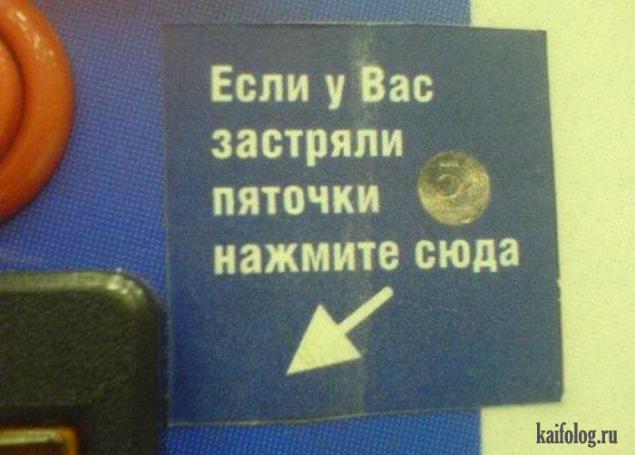 Если у Вас
застряли
пяточки 5
нажмите сюда
kaifolog.ru